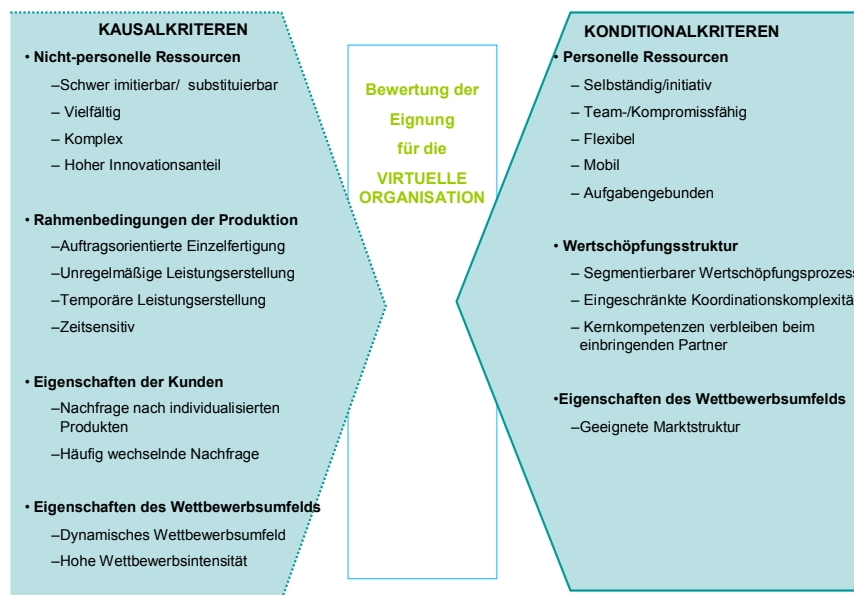 KAUSALKRITEREN
• Nicht-personelle Ressourcen
–Schwer imitierbar/ substituierbar
– Vielfältig
– Komplex
– Hoher Innovationsanteil
• Rahmenbedingungen der Produktion
–Auftragsorientierte Einzelfertigung
–Unregelmäßige Leistungserstellung
–Temporäre Leistungserstellung
–Zeitsensitiv
• Eigenschaften der Kunden
–Nachfrage nach individualisierten
Produkten
–Häufig wechselnde Nachfrage
• Eigenschaften des Wettbewerbsumfelds
–Dynamisches Wettbewerbsumfeld
–Hohe Wettbewerbsintensität
Bewertung der
Eignung
für die
VIRTUELLE
ORGANISATION
KONDITIONALKRITEREN
• Personelle Ressourcen
– Selbständig/initiativ
– Team-/Kompromissfähig
– Flexibel
– Mobil
– Aufgabengebunden
• Wertschöpfungsstruktur
– Segmentierbarer Wertschöpfungsprozess
– Eingeschränkte Koordinationskomplexitä
– Kernkompetenzen verbleiben beim
einbringenden Partner
•Eigenschaften des Wettbewerbsumfelds
–Geeignete Marktstruktur